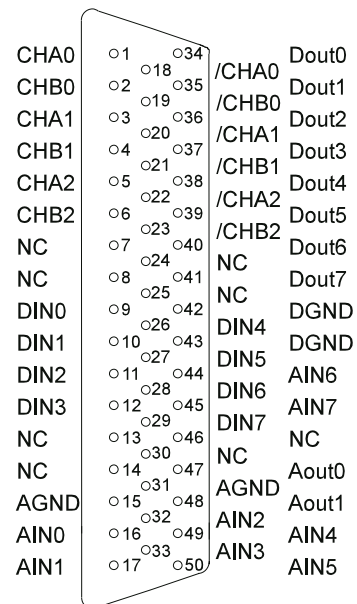 CHA0 1 34 Dout0
18 /CHA0
CHB0 2 35 Dout1
19 /CHB0
CHA1 3 36 Dout2
20 /CHA1
CHB1 4 37 Dout3
21 /CHB1
CHA2 5 38 Dout4
22 /CHA2
CHB2 6 39 Dout5
23 /CHB2
NC 7 40 Dout6
24 NC
NC 8 41 Dout7
25 NC
DIN0 9 42 DGND
26 DIN4
DIN1 10 43 DGND
27 DIN5
DIN2 11 44 AIN6
28 DIN6
DIN3 12 45 AIN7
29 DIN7
NC 13 46 NC
30 NC
NC 14 47 Aout0
31 AGND
AGND 15 48 Aout1
32 AIN2
AIN0 16 49 AIN4
33 AIN3
AIN1 17 50 AIN5